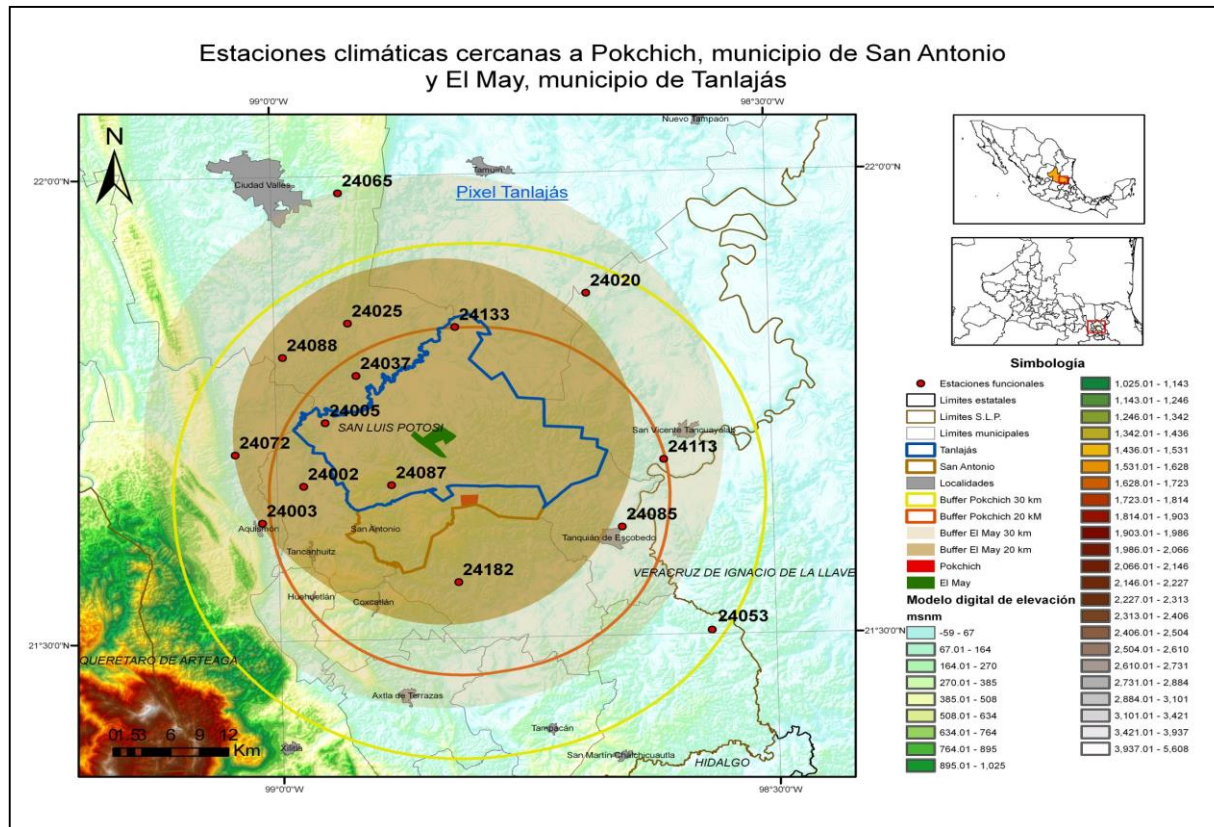 Estaciones climáticas cercanas a Pokchich, municipio de San Antonio
y El May, municipio de Tanlajás
99°0'0"W
98°30'0"W
Nuevo Tampaón
N
Ciudad Valles
24065
Tamuín
22°0'0"N
22°0'0"N
Pixel Tanlajás
24020
24025
24133
24088
24037
24005
SAN LUIS POTOSI
San Vicente Tancuayalab
24072
24113
24002
24087
24003
Aquismón
San Antonio
24085
Tanquián de Escobedo
Tancanhuitz
24182
VERACRUZ DE IGNACIO DE LA LLAVE
Huehuetlán
Coxcatlán
24053
21°30'0"N
21°30'0"N
QUERETARO DE ARTEAGA
Axtla de Terrazas
Tampacán
Xilitla
San Martín Chalchicuautla
HIDALGO
01.53 6 9 12
Km
99°0'0"W
98°30'0"W
Simbología
Estaciones funcionales
Limites estatales
Limites S.L.P.
Limites municipales
Tanlajás
San Antonio
Localidades
Buffer Pokchich 30 km
Buffer Pokchich 20 kM
Buffer El May 30 km
Buffer El May 20 km
Pokchich
El May
Modelo digital de elevación
msnm
-59 - 67
67.01 - 164
164.01 - 270
270.01 - 385
385.01 - 508
508.01 - 634
634.01 - 764
764.01 - 895
895.01 - 1,025
1,025.01 - 1,143
1,143.01 - 1,246
1,246.01 - 1,342
1,342.01 - 1,436
1,436.01 - 1,531
1,531.01 - 1,628
1,628.01 - 1,723
1,723.01 - 1,814
1,814.01 - 1,903
1,903.01 - 1,986
1,986.01 - 2,066
2,066.01 - 2,146
2,146.01 - 2,227
2,227.01 - 2,313
2,313.01 - 2,406
2,406.01 - 2,504
2,504.01 - 2,610
2,610.01 - 2,731
2,731.01 - 2,884
2,884.01 - 3,101
3,101.01 - 3,421
3,421.01 - 3,937
3,937.01 - 5,608